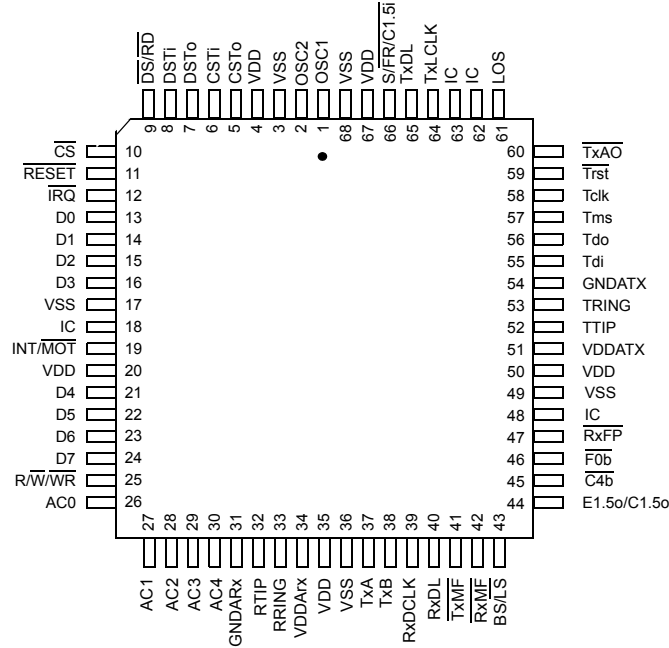 DS/RD DSTi DSTo CSTi CSTo VDD VSS OSC2 OSC1 VSS VDD S/FR/C1.5i TxDL TxLCLK IC IC LOS
9 8 7 6 5 4 3 2 1 68 67 66 65 64 63 62 61
CS 10 60 TxAO
RESET 11 59 Trst
IRQ 12 58 Tclk
D0 13 57 Tms
D1 14 56 Tdo
D2 15 55 Tdi
D3 16 54 GNDATX
VSS 17 53 TRING
IC 18 52 TTIP
INT/MOT 19 51 VDDATX
VDD 20 50 VDD
D4 21 49 VSS
D5 22 48 IC
D6 23 47 RxFP
D7 24 46 F0b
R/W/WR 25 45 C4b
AC0 26 44 E1.5o/C1.5o
27 28 29 30 31 32 33 34 35 36 37 38 39 40 41 42 43
AC1 AC2 AC3 AC4 GNDARx RTIP RRING VDDArx VDD VSS TxA TxB RxDCLK RxDL TxMF RxMF BS/LS